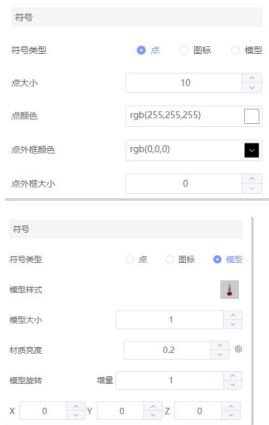 符号
符号类型 点 图标 模型
点大小 10
点颜色 rgb(255,255,255)
点外框颜色 rgb(0,0,0)
点外框大小 0
符号
符号类型 点 图标 模型
模型样式
模型大小 1
材质亮度 0.2
模型旋转 增量 1
X 0 Y 0 Z 0